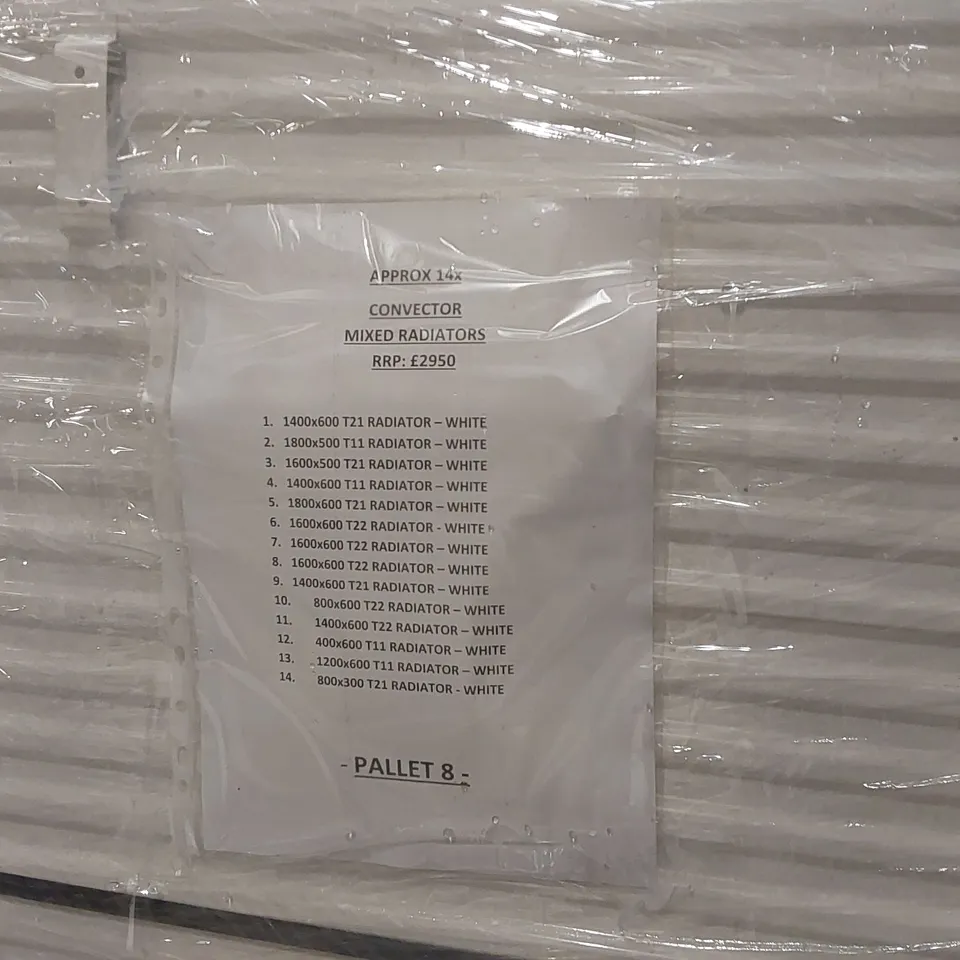 APPROX 14x
CONVECTOR
MIXED RADIATORS
RRP: £2950
1. 1400x600 T21 RADIATOR – WHITE
2. 1800x500 T11 RADIATOR – WHITE
3. 1600x500 T21 RADIATOR – WHITE
4. 1400x600 T11 RADIATOR – WHITE
5. 1800x600 T21 RADIATOR – WHITE
6. 1600x600 T22 RADIATOR - WHITE
7. 1600x600 T22 RADIATOR – WHITE
8. 1600x600 T22 RADIATOR – WHITE
9. 1400x600 T21 RADIATOR – WHITE
10. 800x600 T22 RADIATOR – WHITE
11. 1400x600 T22 RADIATOR – WHITE
12. 400x600 T11 RADIATOR – WHITE
13. 1200x600 T11 RADIATOR – WHITE
14. 800x300 T21 RADIATOR - WHITE
- PALLET 8 -